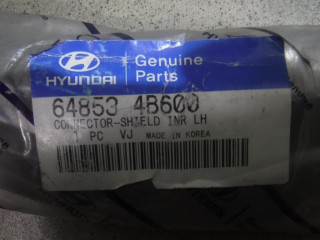 HYUNDAI
Genuine
Parts
64853 4B600
CONNECTOR-SHIELD INR LH
1 PC VJ MADE IN KOREA